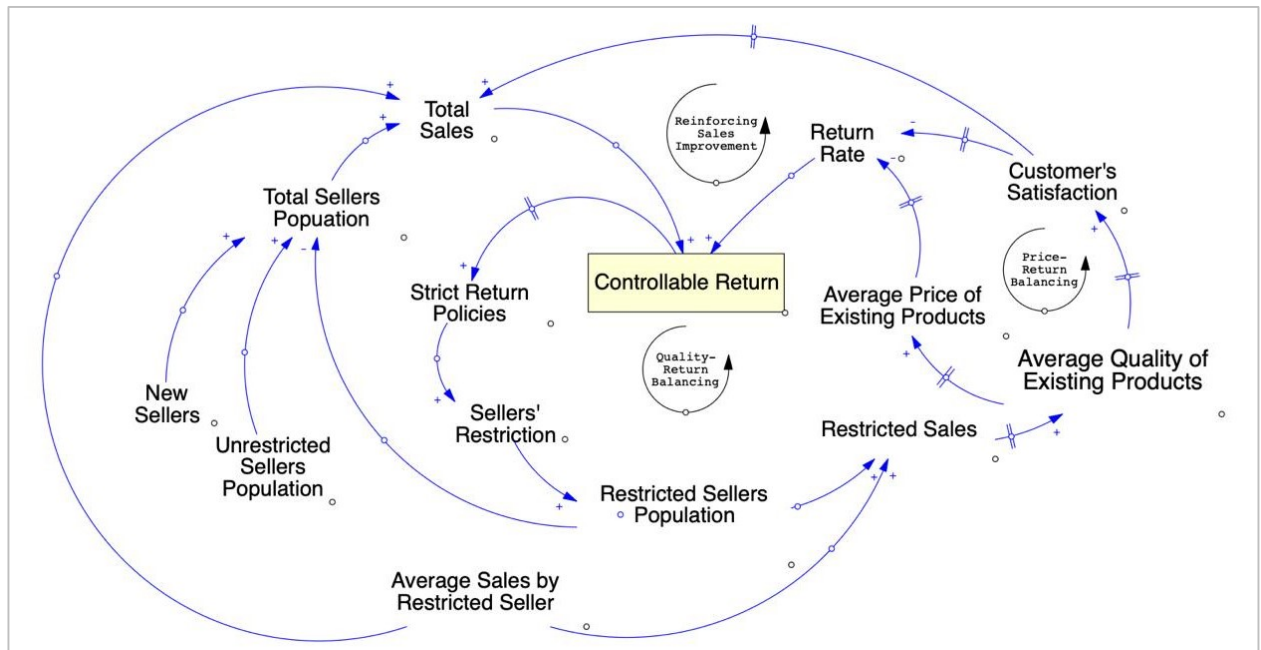 Total
Sales
Reinforcing
Sales
Improvement
Return
Rate
Customer's
Satisfaction
Total Sellers
Popuation
Strict Return
Policies
Controllable Return
Price-
Return
Balancing
Average Price of
Existing Products
Quality-
Return
Balancing
Average Quality of
Existing Products
New
Sellers
Sellers'
Restriction
Restricted Sales
Unrestricted
Sellers
Population
Restricted Sellers
Population
Average Sales by
Restricted Seller